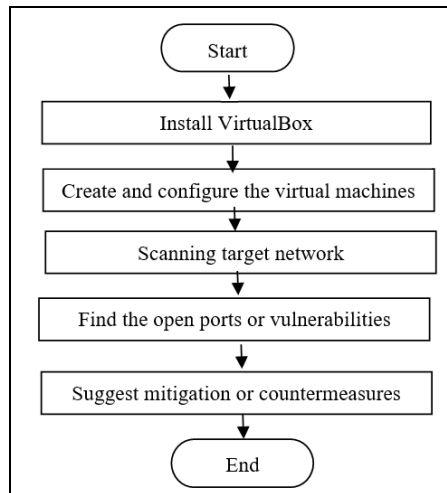 Start
Install VirtualBox
Create and configure the virtual machines
Scanning target network
Find the open ports or vulnerabilities
Suggest mitigation or countermeasures
End